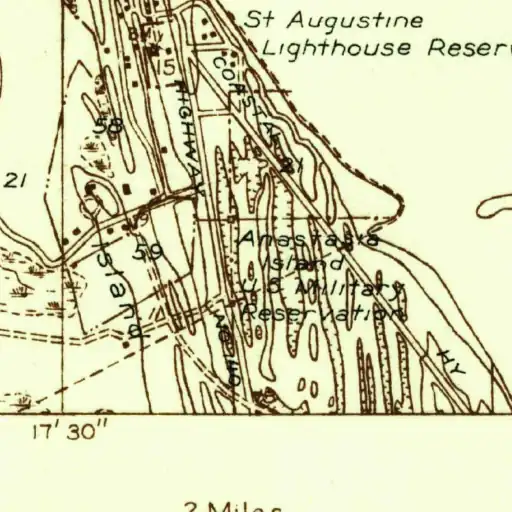 St Augustine
Lighthouse Reserv
COASTAL
HIGHWAY
15
58
21
21
59
Island
Anastasia
Island
U S Military
Reservation
HY
17' 30"
2 Miles